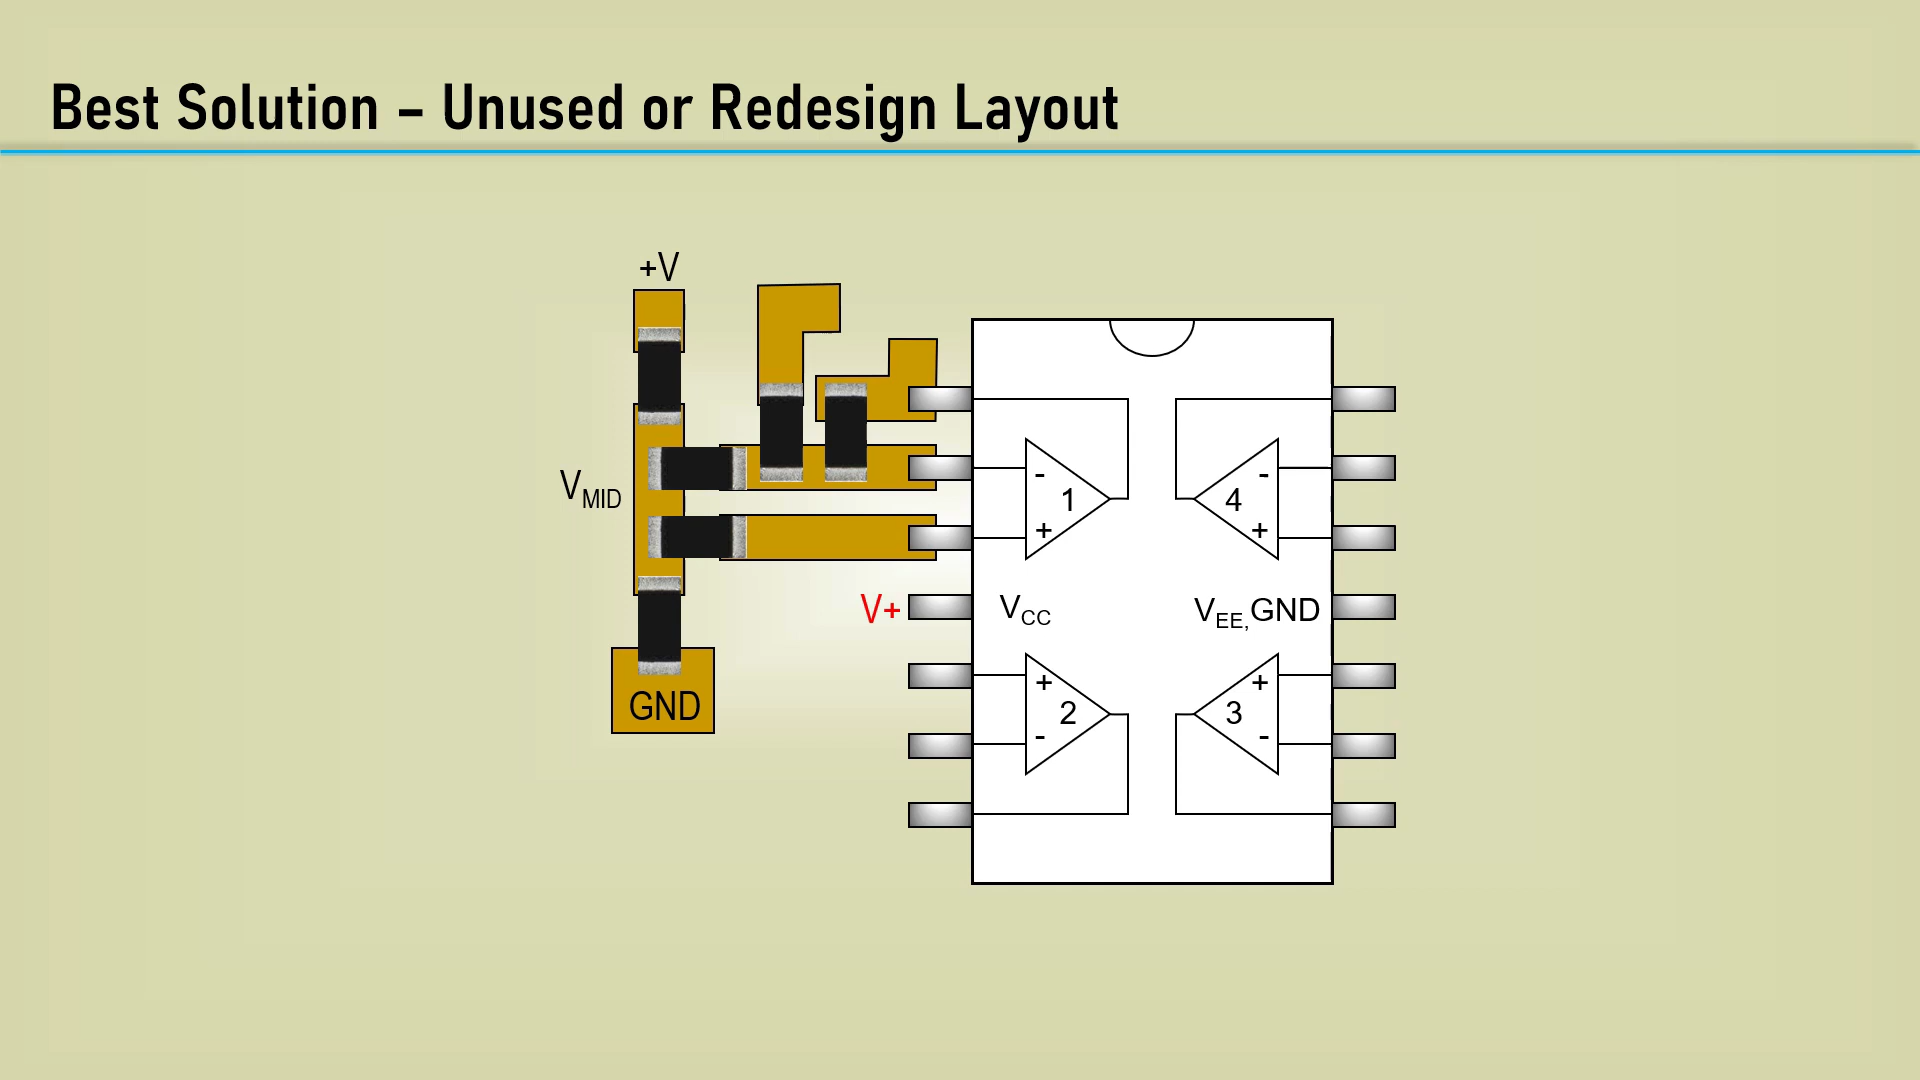 Best Solution – Unused or Redesign Layout
+V
VMID
- 1 +
- 4 +
V+
VCC
VEE,GND
+ 2 -
+ 3 -
GND